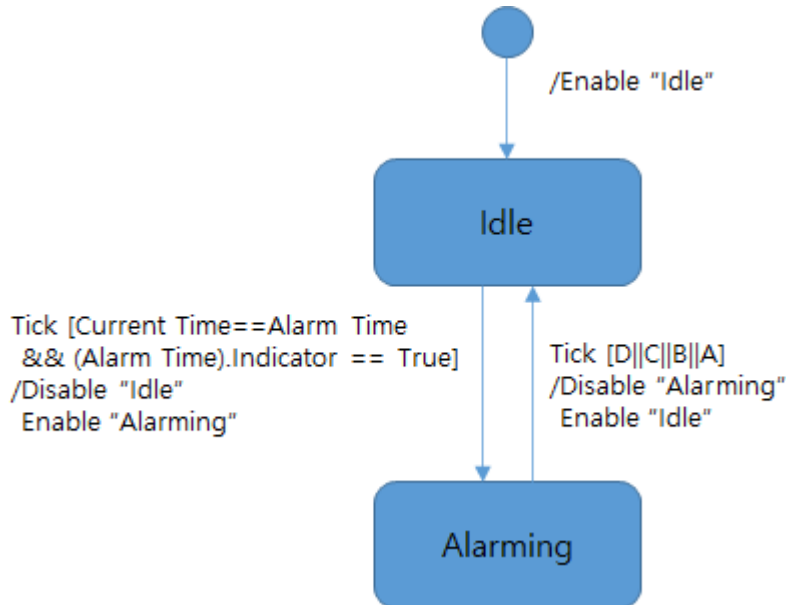 /Enable "Idle"
Idle
Tick [Current Time==Alarm Time
&& (Alarm Time).Indicator == True]
/Disable "Idle"
Enable "Alarming"
Tick [D||C||B||A]
/Disable "Alarming"
Enable "Idle"
Alarming